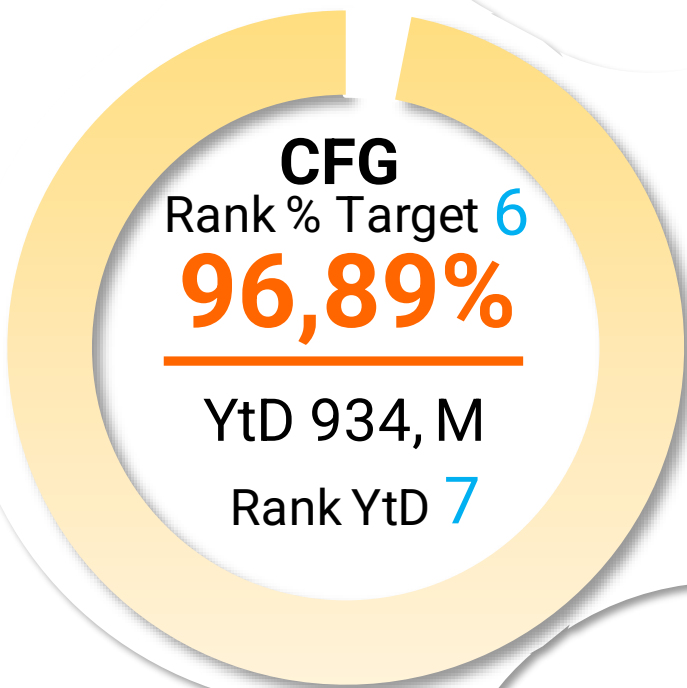 CFG
Rank % Target 6
96,89%
YtD 934, M
Rank YtD 7